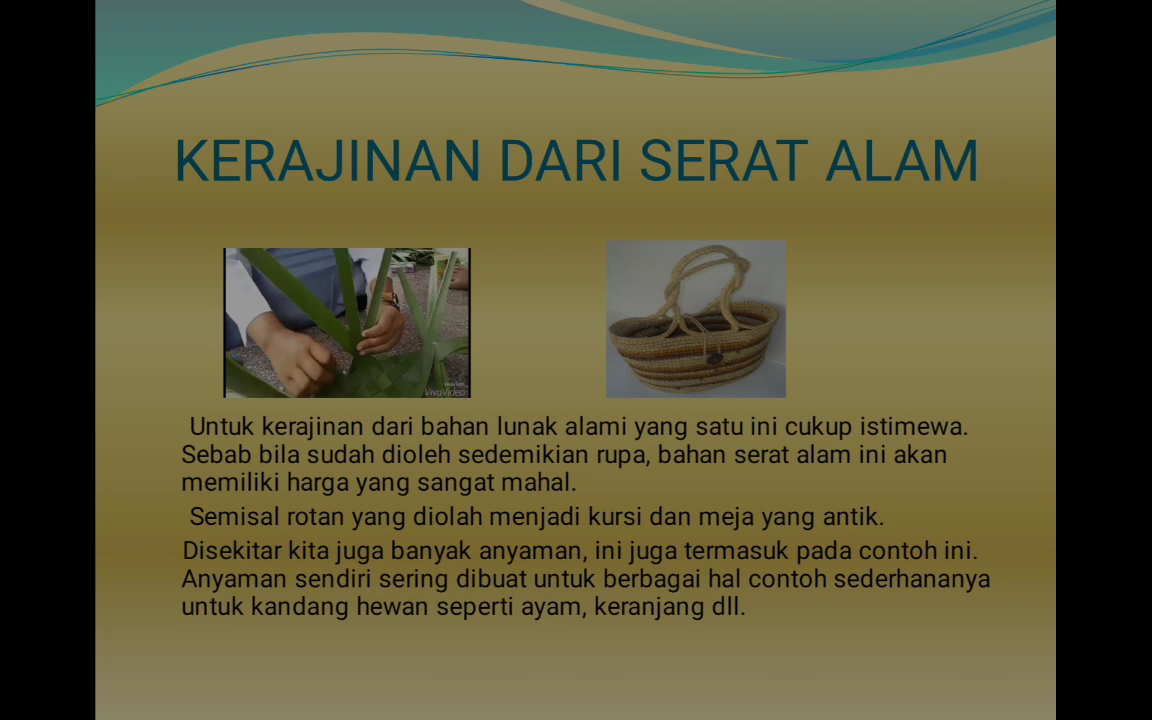 KERAJINAN DARI SERAT ALAM
VivaVideo
Untuk kerajinan dari bahan lunak alami yang satu ini cukup istimewa.
Sebab bila sudah dioleh sedemikian rupa, bahan serat alam ini akan
memiliki harga yang sangat mahal.
Semisal rotan yang diolah menjadi kursi dan meja yang antik.
Disekitar kita juga banyak anyaman, ini juga termasuk pada contoh ini.
Anyaman sendiri sering dibuat untuk berbagai hal contoh sederhananya
untuk kandang hewan seperti ayam, keranjang dll.